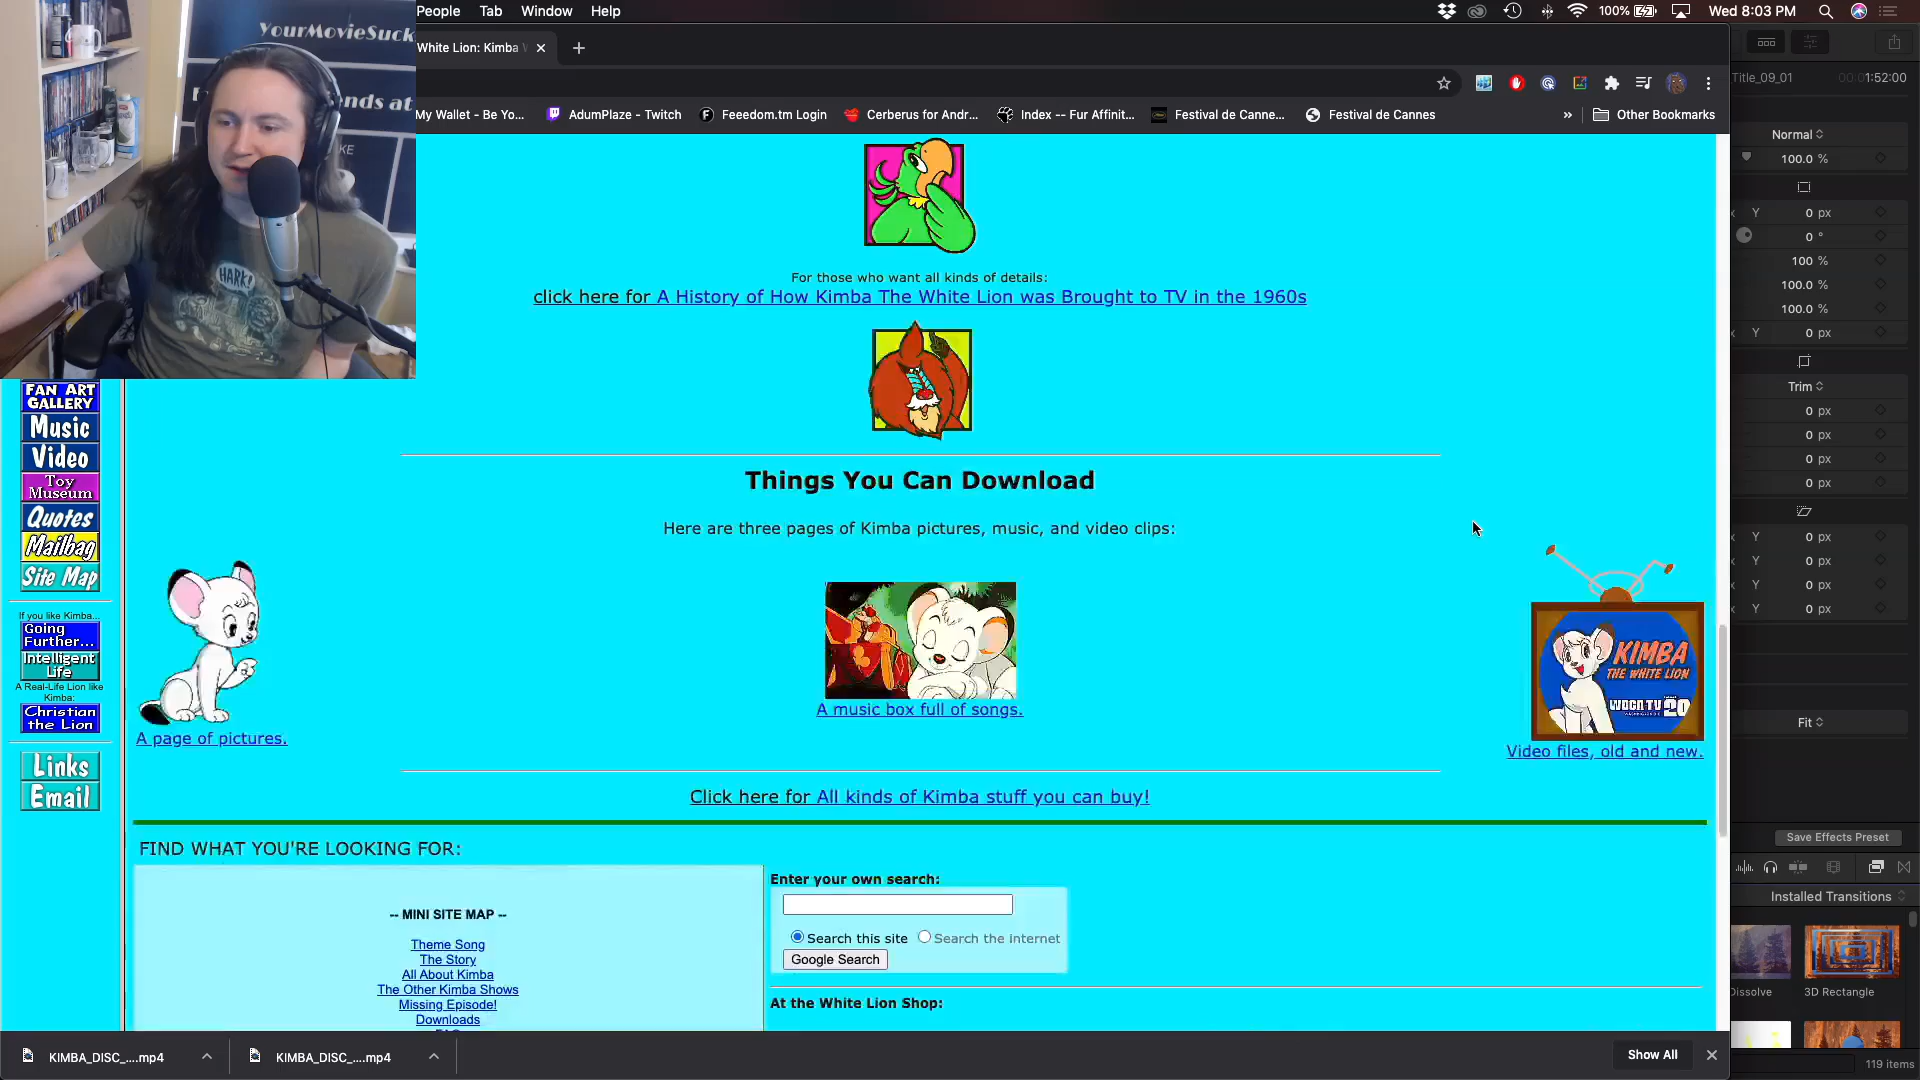 People Tab Window Help
100% Wed 8:03 PM
YourMovieSuck
ends at
KE
HARK!
White Lion: Kimba
Title_09_01 00:00:01:52:00
My Wallet - Be Yo... AdumPlaze - Twitch Feeedom.tm Login Cerberus for Andr... Index -- Fur Affinit... Festival de Canne... Festival de Cannes » Other Bookmarks
Normal
100.0 %
Y 0 px
0 °
100 %
100.0 %
100.0 %
Y 0 px
Trim
0 px
0 px
0 px
0 px
Y 0 px
Y 0 px
Y 0 px
Y 0 px
Fit
Save Effects Preset
Installed Transitions
Dissolve 3D Rectangle
119 items
For those who want all kinds of details:
click here for A History of How Kimba The White Lion was Brought to TV in the 1960s
FAN ART
GALLERY
Music
Video
Toy
Museum
Quotes
Mailbag
Site Map
If you like Kimba...
Going
Further...
Intelligent
Life
A Real-Life Lion like
Kimba:
Christian
the Lion
Links
Email
Things You Can Download
Here are three pages of Kimba pictures, music, and video clips:
A page of pictures.
A music box full of songs.
KIMBA
THE WHITE LION
WDCA TV 20
Video files, old and new.
Click here for All kinds of Kimba stuff you can buy!
FIND WHAT YOU'RE LOOKING FOR:
-- MINI SITE MAP --
Theme Song
The Story
All About Kimba
The Other Kimba Shows
Missing Episode!
Downloads
Enter your own search:
Search this site Search the internet
Google Search
At the White Lion Shop:
KIMBA_DISC_....mp4 KIMBA_DISC_....mp4 Show All